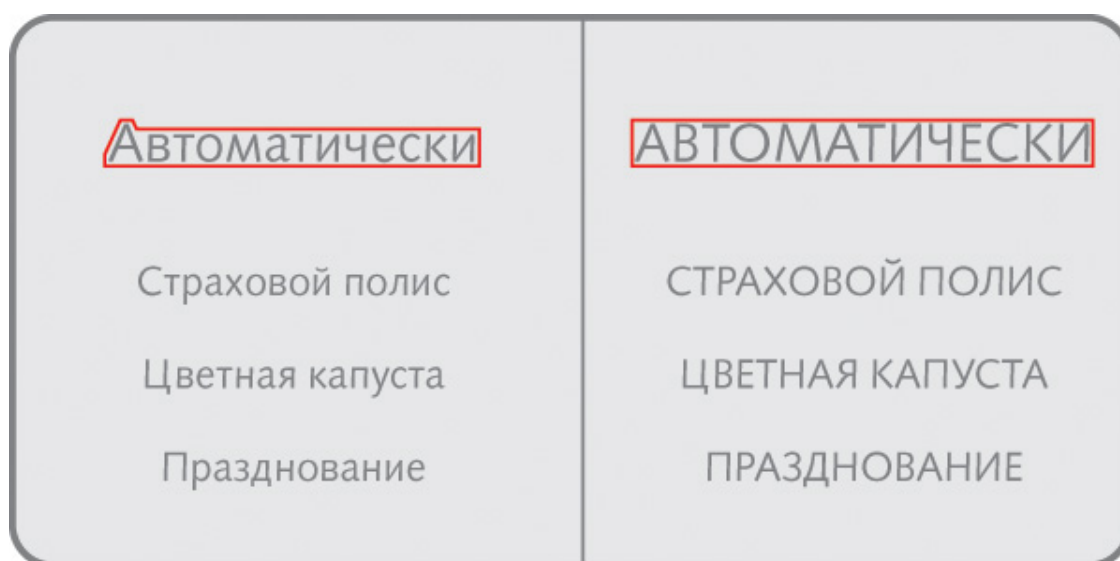 Автоматически
Страховой полис
Цветная капуста
Празднование
АВТОМАТИЧЕСКИ
СТРАХОВОЙ ПОЛИС
ЦВЕТНАЯ КАПУСТА
ПРАЗДНОВАНИЕ